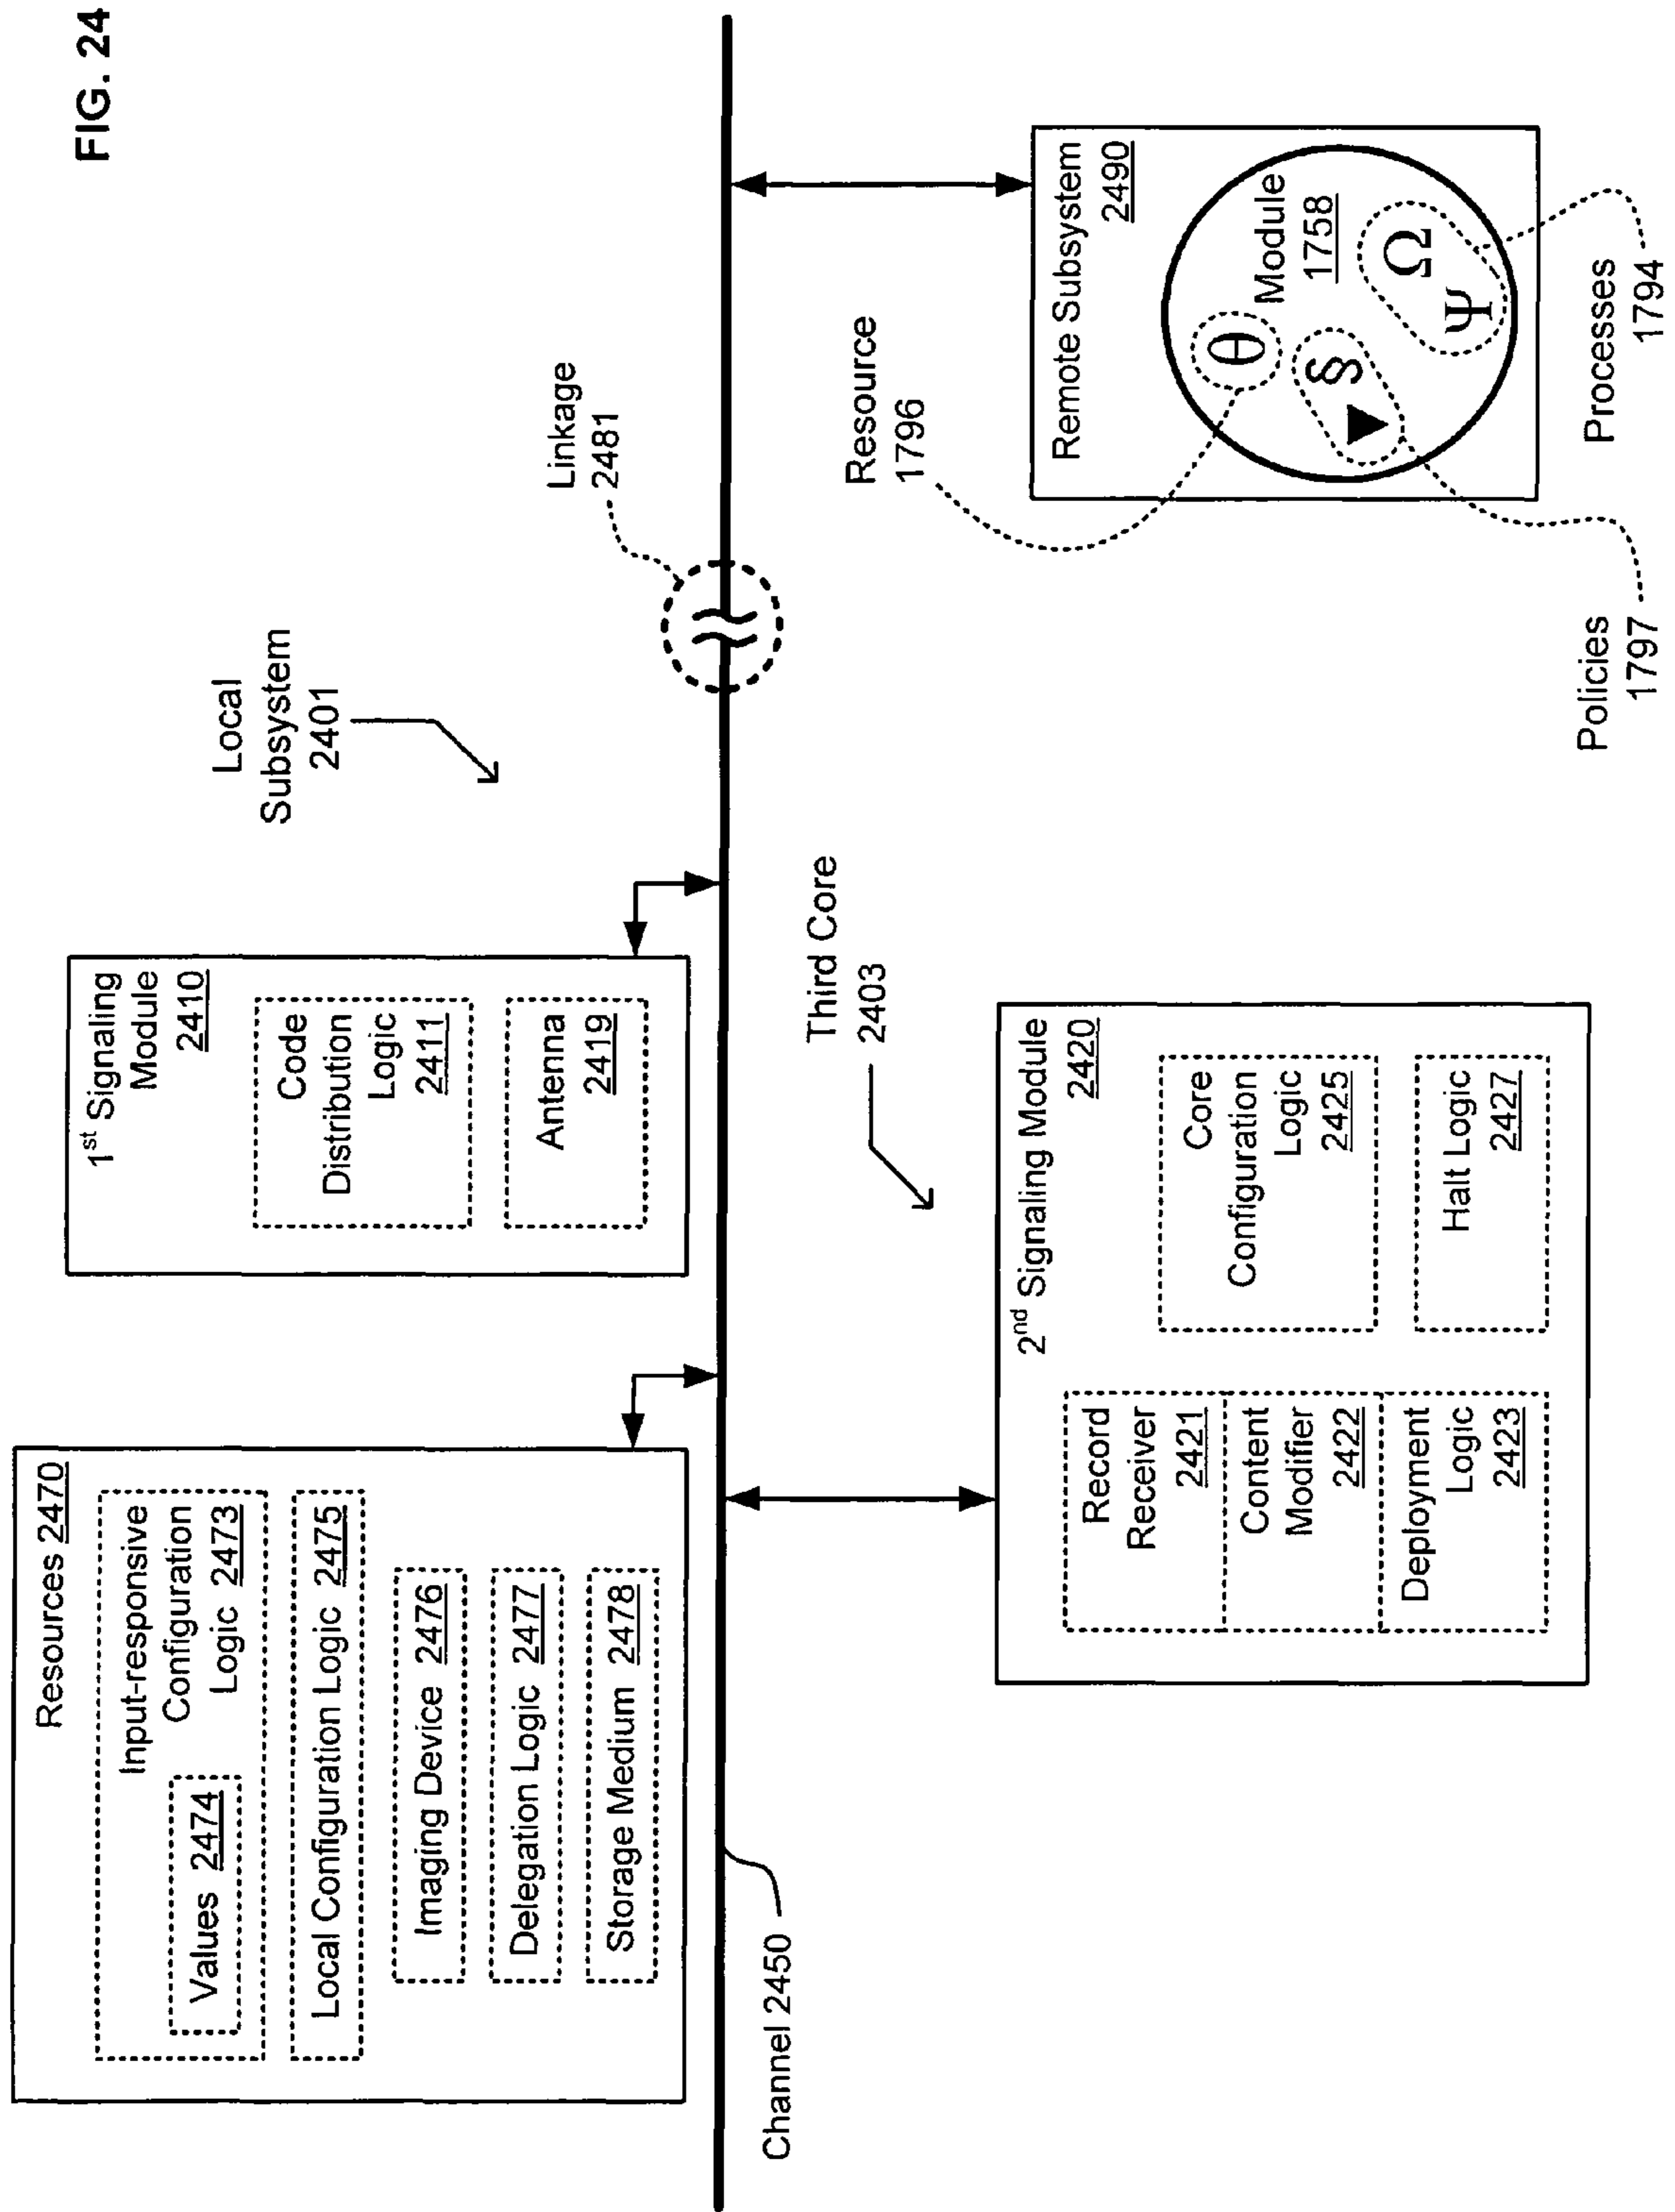 FIG. 24
Resources 2470
Input-responsive
Configuration
Logic 2473
Values 2474
Local Configuration Logic 2475
Imaging Device 2476
Delegation Logic 2477
Storage Medium 2478
1st Signaling
Module
2410
Code
Distribution
Logic
2411
Antenna
2419
Local
Subsystem
2401
Linkage
2481
Channel 2450
Third Core
2403
2nd Signaling Module
2420
Record
Receiver
2421
Content
Modifier
2422
Deployment
Logic
2423
Core
Configuration
Logic
2425
Halt Logic
2427
Resource
1796
Remote Subsystem
2490
Module
1758
θ
▲ §
Ψ Ω
Policies
1797
Processes
1794